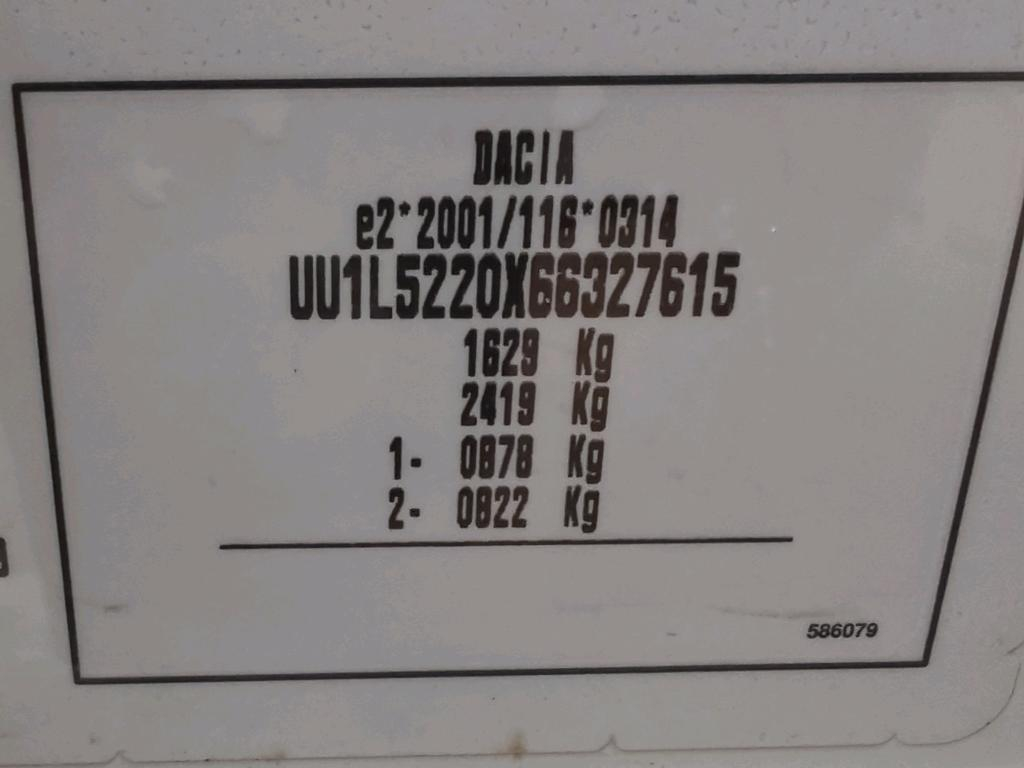 DACIA
e2*2001/116*0314
UU1L5220X66327615
1629 Kg
2419 Kg
1- 0878 Kg
2- 0822 Kg
586079